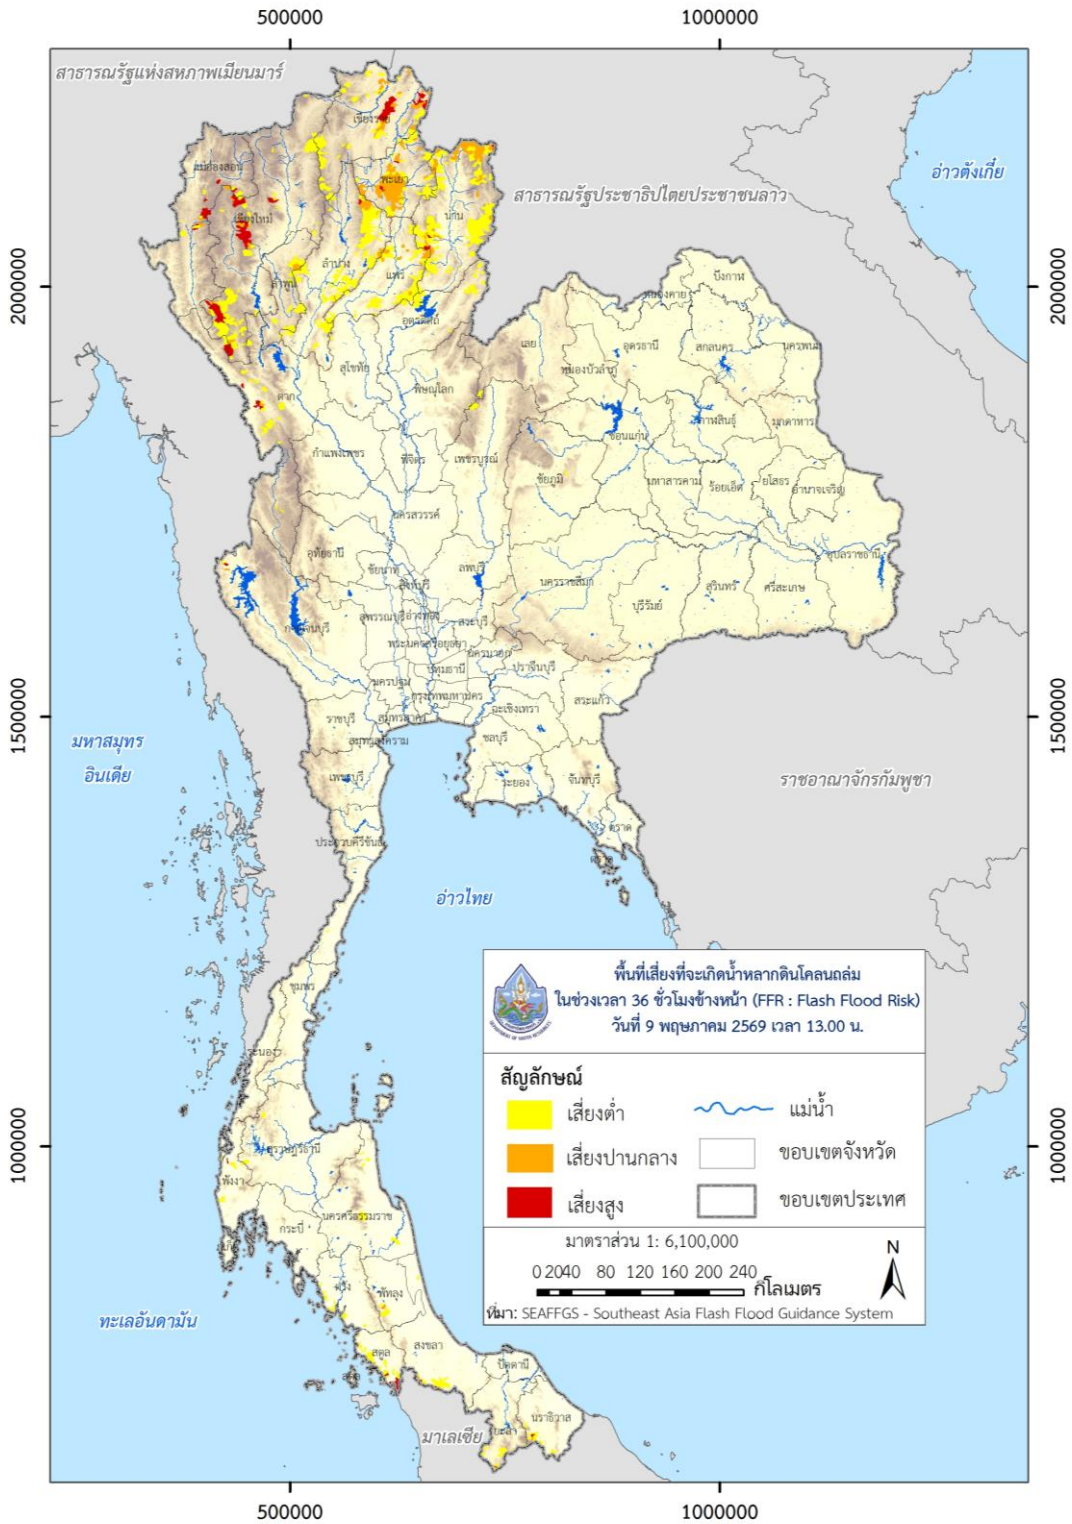 500000
1000000
สาธารณรัฐแห่งสหภาพเมียนมาร์
อ่าวตังเกี๋ย
สาธารณรัฐประชาธิปไตยประชาชนลาว
เชียงราย
แม่ฮ่องสอน
พะเยา
เชียงใหม่
น่าน
ลำปาง
แพร่
ลำพูน
2000000
2000000
อุตรดิตถ์
บึงกาฬ
หนองคาย
เลย
อุดรธานี
สกลนคร
นครพนม
สุโขทัย
หนองบัวลำภู
พิษณุโลก
ตาก
กาฬสินธุ์
มุกดาหาร
ขอนแก่น
กำแพงเพชร
พิจิตร
เพชรบูรณ์
ชัยภูมิ
มหาสารคาม
ร้อยเอ็ด
ยโสธร
อำนาจเจริญ
นครสวรรค์
อุทัยธานี
อุบลราชธานี
ชัยนาท
ลพบุรี
สิงห์บุรี
นครราชสีมา
สุรินทร์
ศรีสะเกษ
บุรีรัมย์
สุพรรณบุรี
อ่างทอง
สระบุรี
กาญจนบุรี
พระนครศรีอยุธยา
นครนายก
ปทุมธานี
ปราจีนบุรี
นครปฐม
กรุงเทพมหานคร
สระแก้ว
ฉะเชิงเทรา
1500000
1500000
ราชบุรี
สมุทรสาคร
สมุทรสงคราม
ชลบุรี
มหาสมุทร
อินเดีย
เพชรบุรี
ระยอง
จันทบุรี
ราชอาณาจักรกัมพูชา
ตราด
ตราด
ประจวบคีรีขันธ์
อ่าวไทย
ชุมพร
ระนอง
1000000
1000000
สุราษฎร์ธานี
พังงา
นครศรีธรรมราช
กระบี่
ภูเก็ต
ตรัง
พัทลุง
ทะเลอันดามัน
สตูล
สงขลา
สตูล
ปัตตานี
นราธิวาส
ยะลา
มาเลเซีย
พื้นที่เสี่ยงที่จะเกิดน้ำหลากดินโคลนถล่ม
ในช่วงเวลา 36 ชั่วโมงข้างหน้า (FFR : Flash Flood Risk)
วันที่ 9 พฤษภาคม 2569 เวลา 13.00 น.
สัญลักษณ์
เสี่ยงต่ำ
แม่น้ำ
เสี่ยงปานกลาง
ขอบเขตจังหวัด
เสี่ยงสูง
ขอบเขตประเทศ
มาตราส่วน 1: 6,100,000
N
0 20 40 80 120 160 200 240
กิโลเมตร
ที่มา: SEAFFGS - Southeast Asia Flash Flood Guidance System
500000
1000000